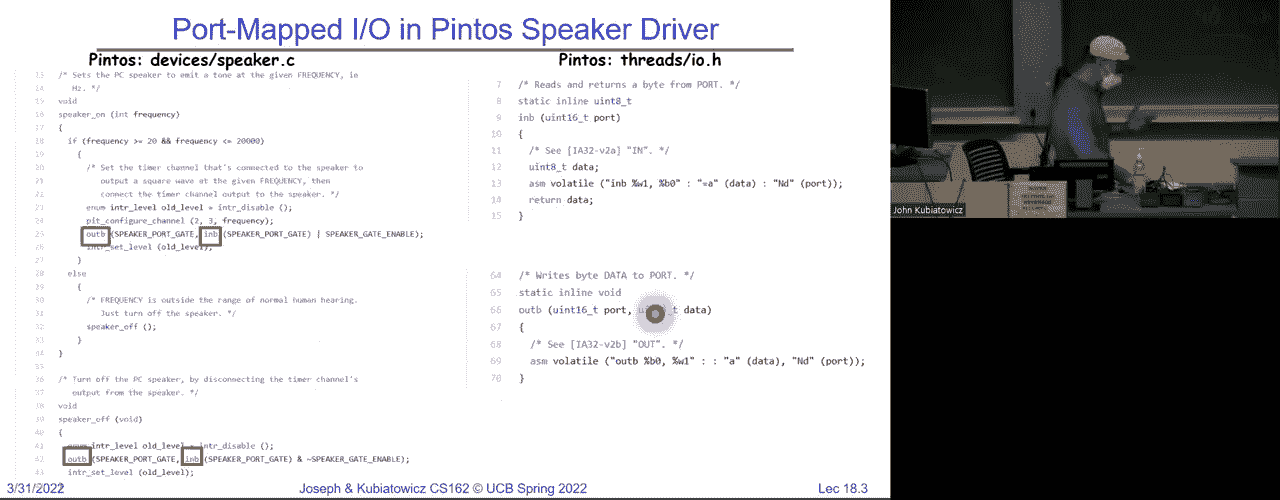 Port-Mapped I/O in Pintos Speaker Driver
Pintos: devices/speaker.c
13 /* Sets the PC speaker to emit a tone at the given FREQUENCY, in
14 Hz. */
15 void
16 speaker_on (int frequency)
17 {
18 if (frequency >= 20 && frequency <= 20000)
19 {
20 /* Set the timer channel that's connected to the speaker to
21 output a square wave at the given FREQUENCY, then
22 connect the timer channel output to the speaker. */
23 enum intr_level old_level = intr_disable ();
24 pit_configure_channel (2, 3, frequency);
25 outb (SPEAKER_PORT_GATE, inb (SPEAKER_PORT_GATE) | SPEAKER_GATE_ENABLE);
26 intr_set_level (old_level);
27 }
28 else
29 {
30 /* FREQUENCY is outside the range of normal human hearing.
31 Just turn off the speaker. */
32 speaker_off ();
33 }
34 }
35
36 /* Turn off the PC speaker, by disconnecting the timer channel's
37 output from the speaker. */
38 void
39 speaker_off (void)
40 {
41 enum intr_level old_level = intr_disable ();
42 outb (SPEAKER_PORT_GATE, inb (SPEAKER_PORT_GATE) & ~SPEAKER_GATE_ENABLE);
43 intr_set_level (old_level);
Pintos: threads/io.h
7 /* Reads and returns a byte from PORT. */
8 static inline uint8_t
9 inb (uint16_t port)
10 {
11 /* See [IA32-v2a] "IN". */
12 uint8_t data;
13 asm volatile ("inb %w1, %b0" : "=a" (data) : "Nd" (port));
14 return data;
15 }
64 /* Writes byte DATA to PORT. */
65 static inline void
66 outb (uint16_t port, data)
67 {
68 /* See [IA32-v2b] "OUT". */
69 asm volatile ("outb %b0, %w1" : : "a" (data), "Nd" (port));
70 }
3/31/2022
Joseph & Kubiatowicz CS162 © UCB Spring 2022
Lec 18.3
John Kubiatowicz